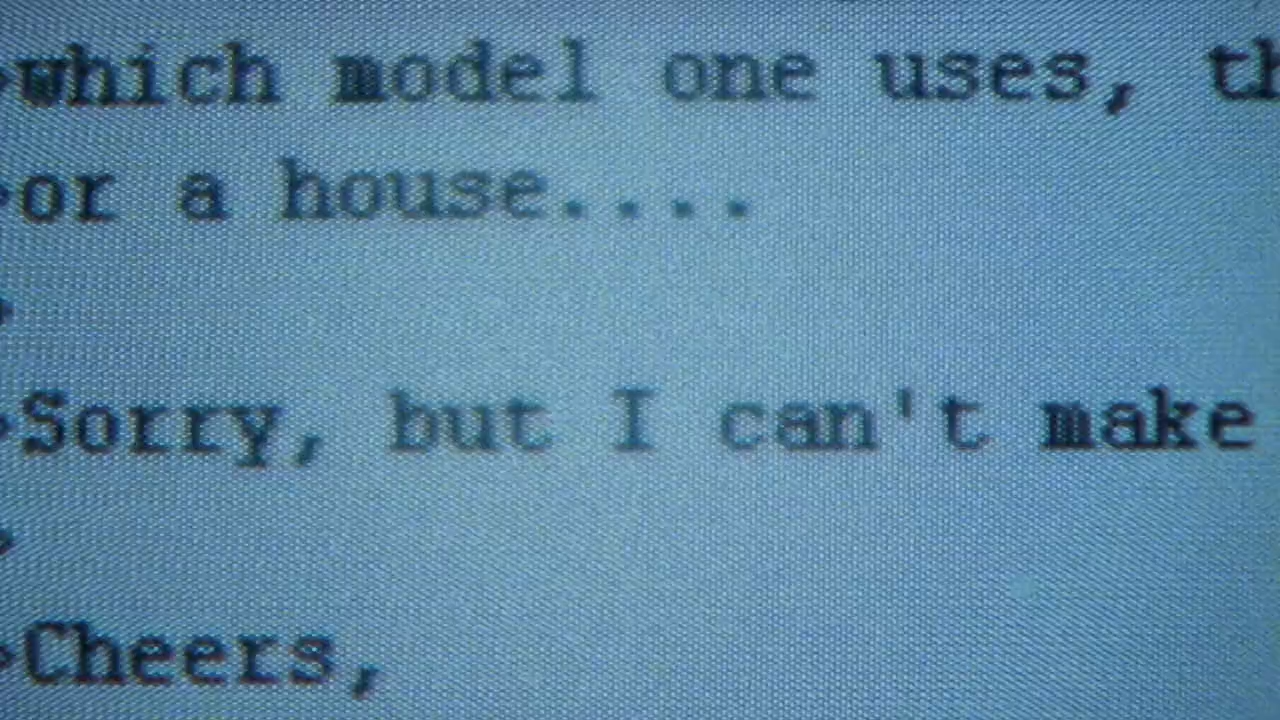 >which model one uses, th
>or a house....
>
>Sorry, but I can't make
>
>Cheers,